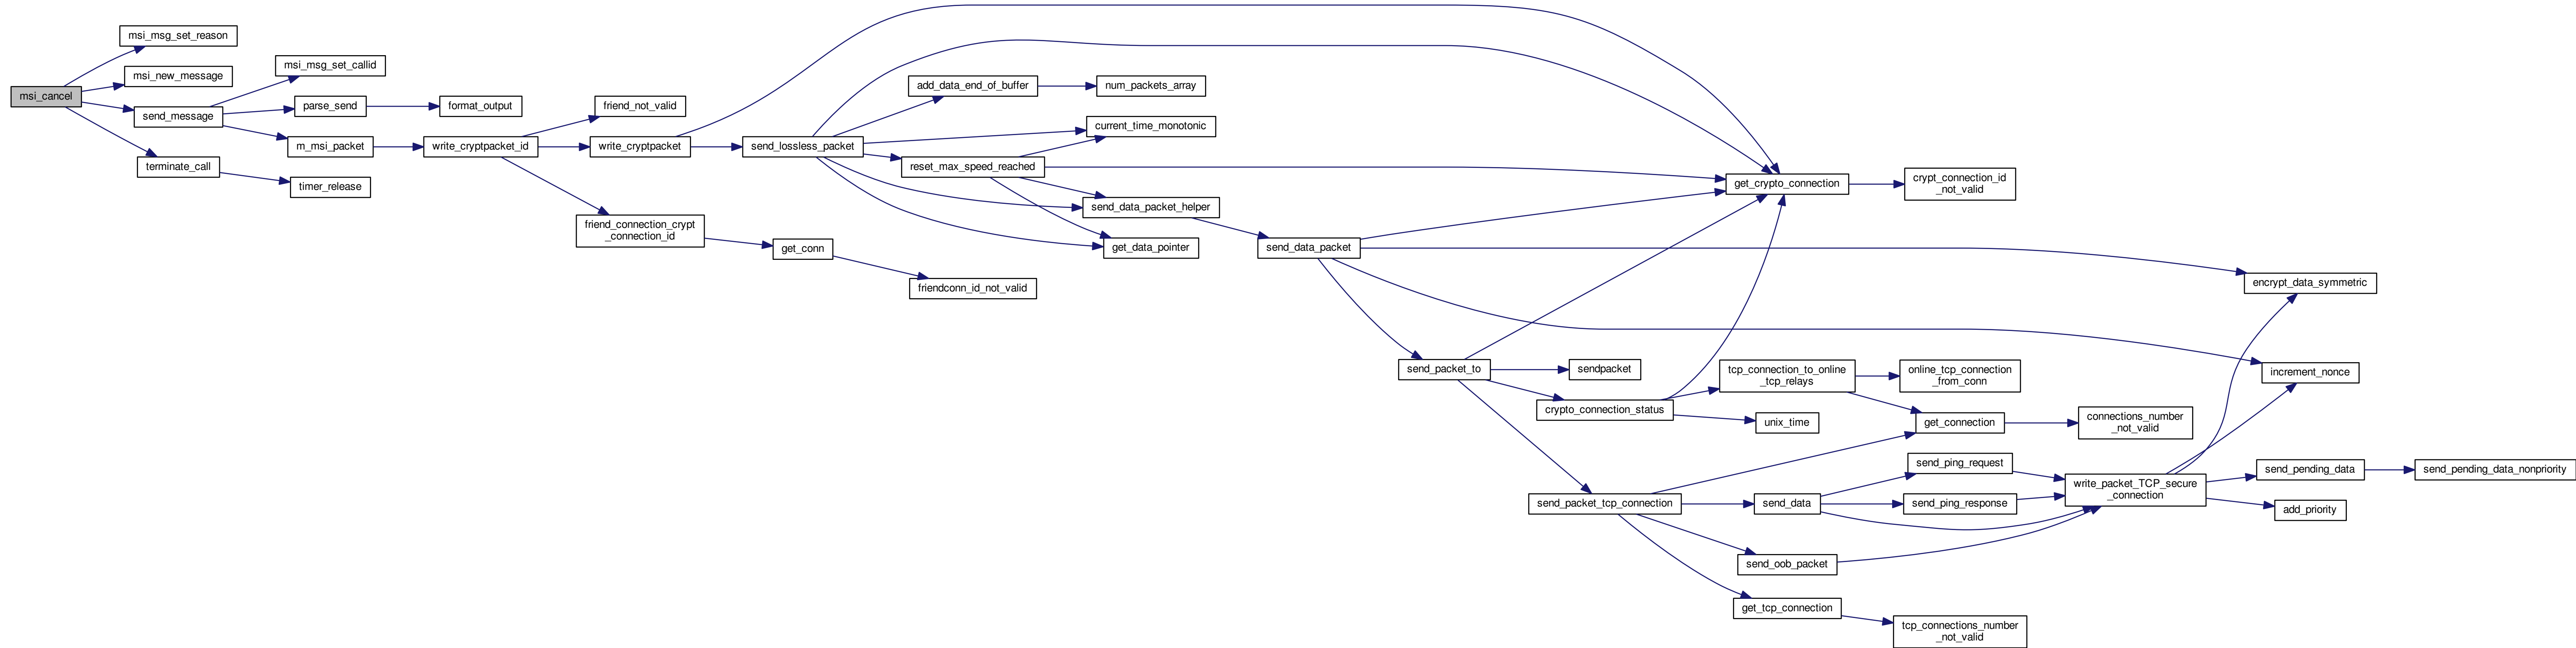 msi_cancel
msi_msg_set_reason
msi_new_message
send_message
terminate_call
msi_msg_set_callid
parse_send
m_msi_packet
timer_release
format_output
write_cryptpacket_id
friend_not_valid
write_cryptpacket
friend_connection_crypt
_connection_id
send_lossless_packet
get_conn
add_data_end_of_buffer
reset_max_speed_reached
friendconn_id_not_valid
num_packets_array
current_time_monotonic
send_data_packet_helper
get_data_pointer
send_data_packet
send_packet_to
sendpacket
crypto_connection_status
send_packet_tcp_connection
get_crypto_connection
tcp_connection_to_online
_tcp_relays
unix_time
send_data
send_oob_packet
get_tcp_connection
crypt_connection_id
_not_valid
online_tcp_connection
_from_conn
get_connection
send_ping_request
send_ping_response
tcp_connections_number
_not_valid
connections_number
_not_valid
write_packet_TCP_secure
_connection
encrypt_data_symmetric
increment_nonce
send_pending_data
add_priority
send_pending_data_nonpriority